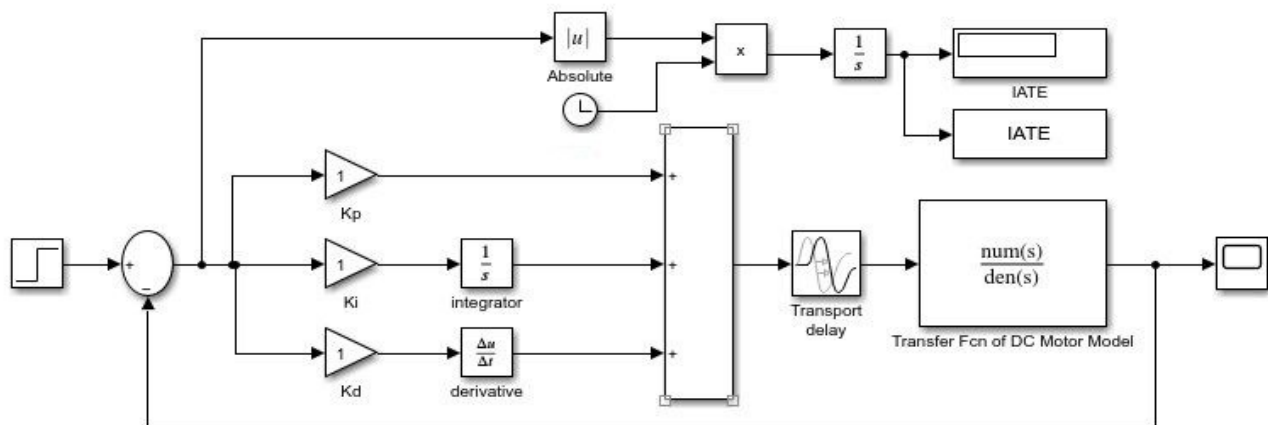 |u|
Absolute
x
1
s
IATE
IATE
+
−
1
Kp
+
1
Ki
1
s
integrator
+
1
Kd
Δu
Δt
derivative
+
Transport
delay
num(s)
den(s)
Transfer Fcn of DC Motor Model